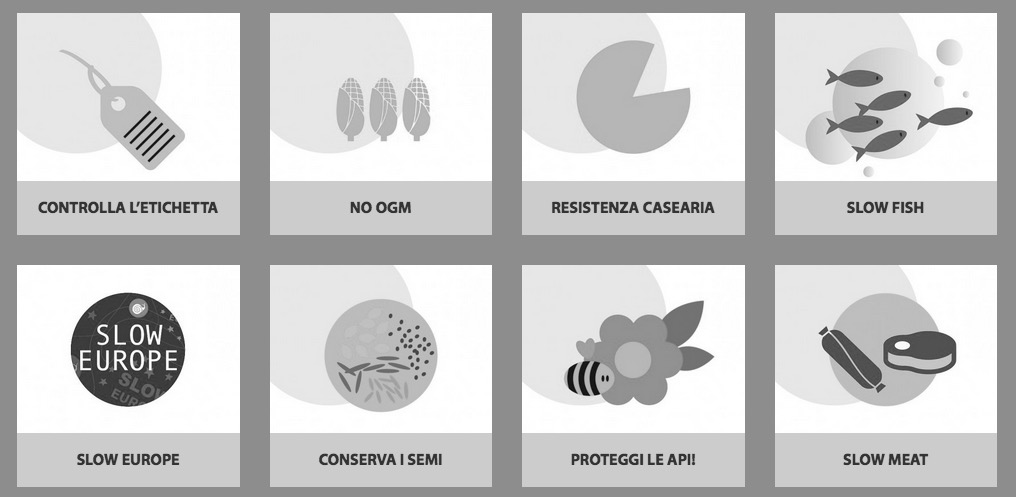 CONTROLLA L'ETICHETTA
NO OGM
RESISTENZA CASEARIA
SLOW FISH
SLOW
EUROPE
SLOW
SLOW EUROPE
CONSERVA I SEMI
PROTEGGI LE API!
SLOW MEAT